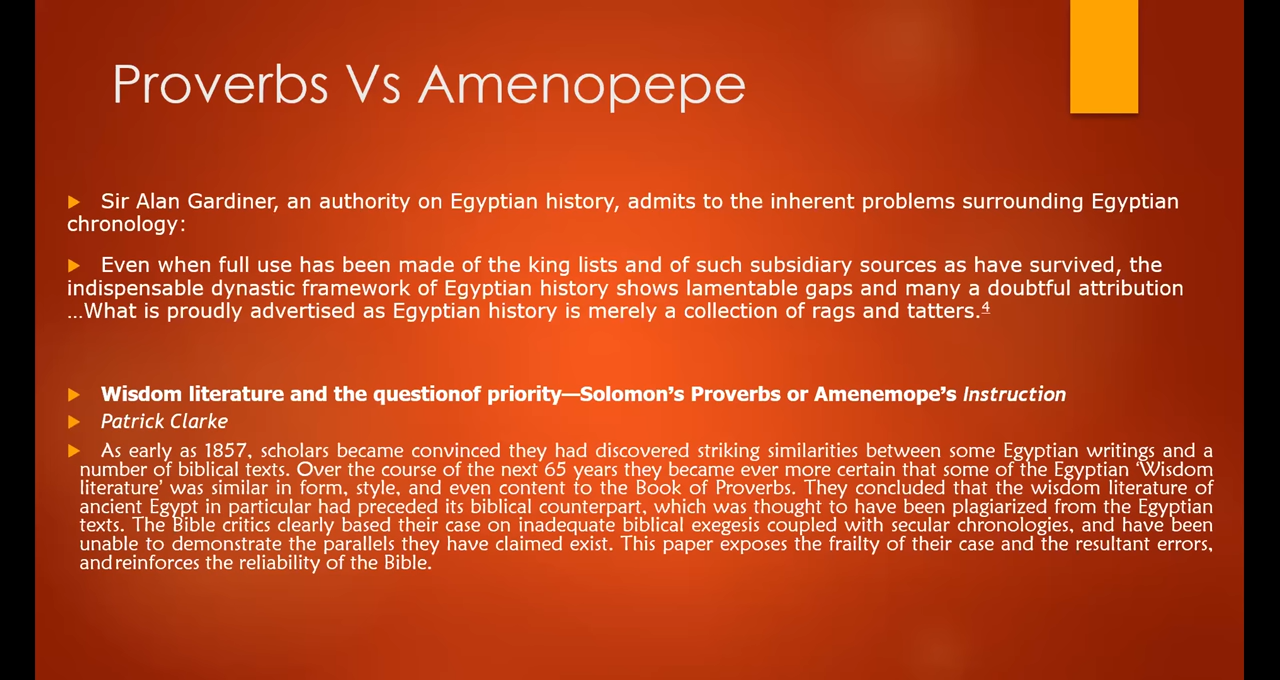 Proverbs Vs Amenopepe
Sir Alan Gardiner, an authority on Egyptian history, admits to the inherent problems surrounding Egyptian
chronology:
Even when full use has been made of the king lists and of such subsidiary sources as have survived, the
indispensable dynastic framework of Egyptian history shows lamentable gaps and many a doubtful attribution
...What is proudly advertised as Egyptian history is merely a collection of rags and tatters.4
Wisdom literature and the questionof priority—Solomon's Proverbs or Amenemope's Instruction
Patrick Clarke
As early as 1857, scholars became convinced they had discovered striking similarities between some Egyptian writings and a
number of biblical texts. Over the course of the next 65 years they became ever more certain that some of the Egyptian 'Wisdom
literature' was similar in form, style, and even content to the Book of Proverbs. They concluded that the wisdom literature of
ancient Egypt in particular had preceded its biblical counterpart, which was thought to have been plagiarized from the Egyptian
texts. The Bible critics clearly based their case on inadequate biblical exegesis coupled with secular chronologies, and have been
unable to demonstrate the parallels they have claimed exist. This paper exposes the frailty of their case and the resultant errors,
and reinforces the reliability of the Bible.